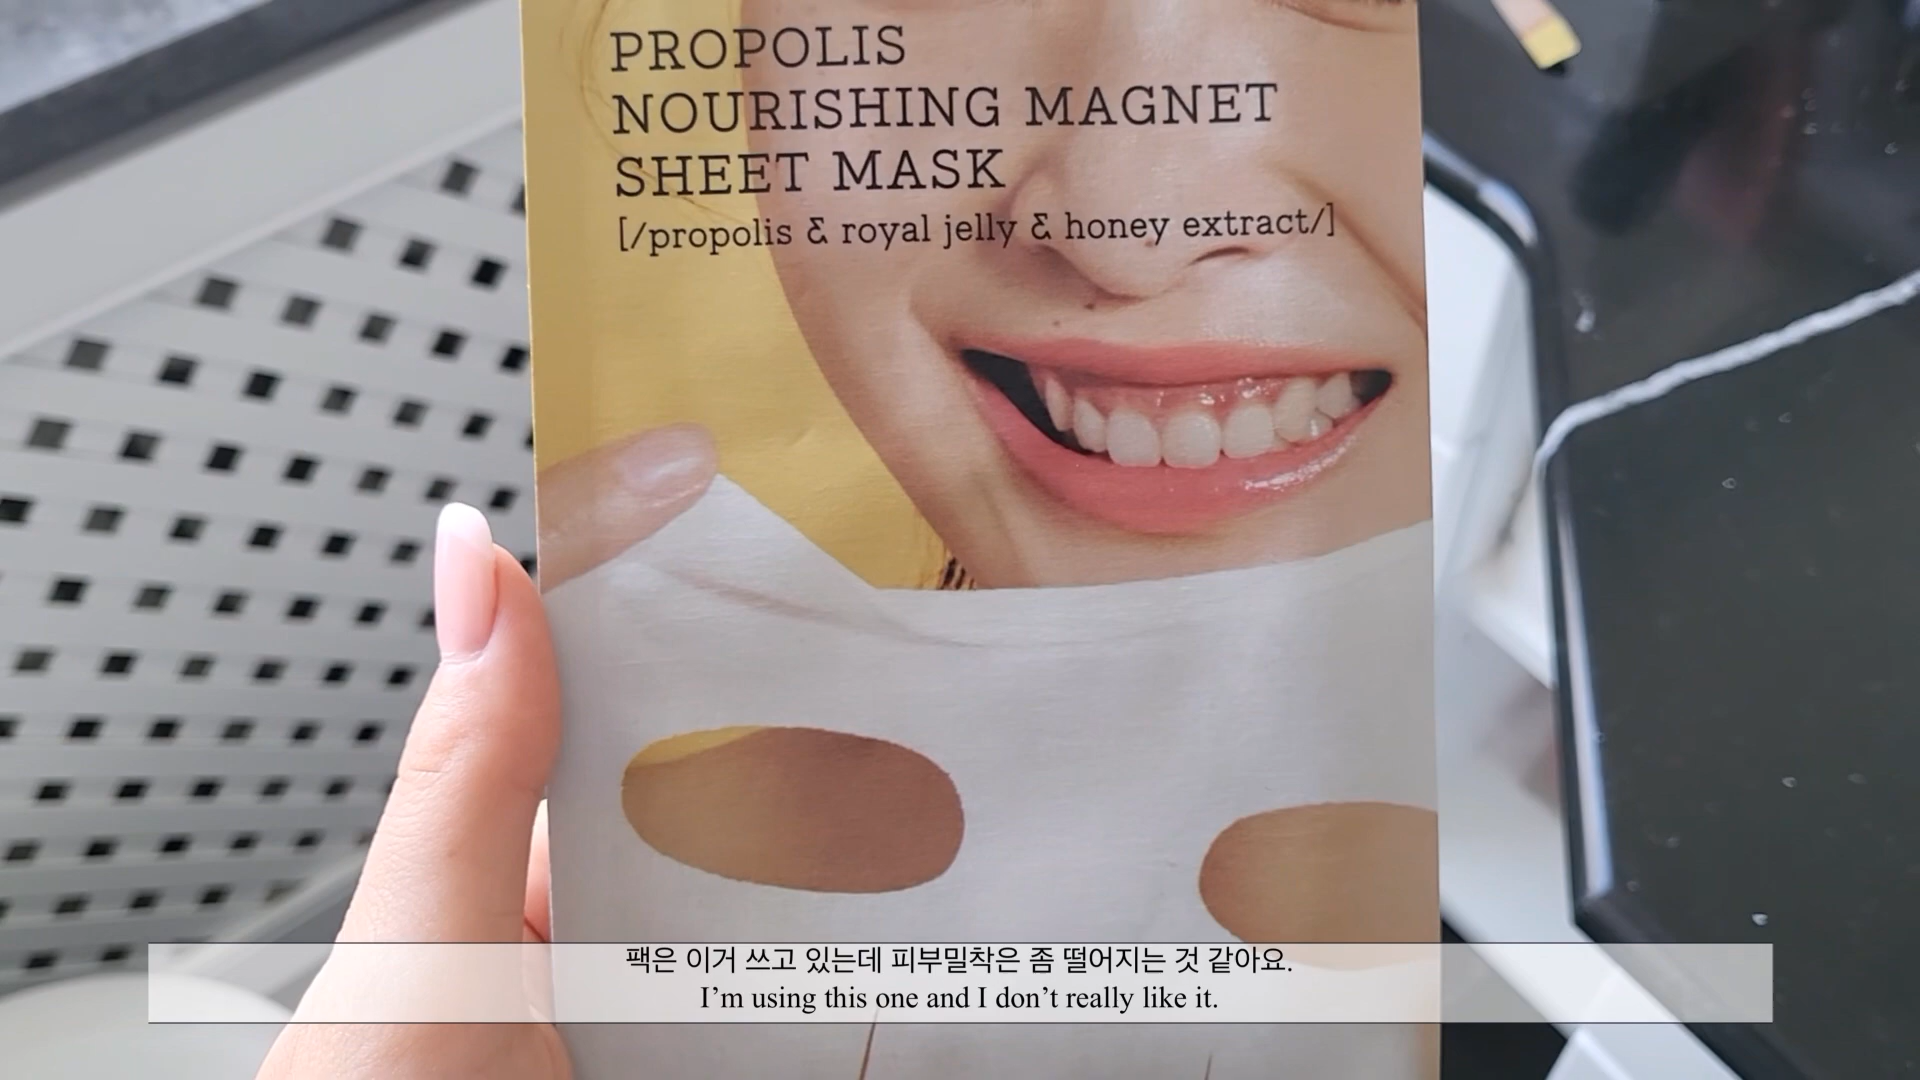 PROPOLIS
NOURISHING MAGNET
SHEET MASK
[/propolis & royal jelly & honey extract/]
팩은 이거 쓰고 있는데 피부밀착은 좀 떨어지는 것 같아요.
I’m using this one and I don’t really like it.